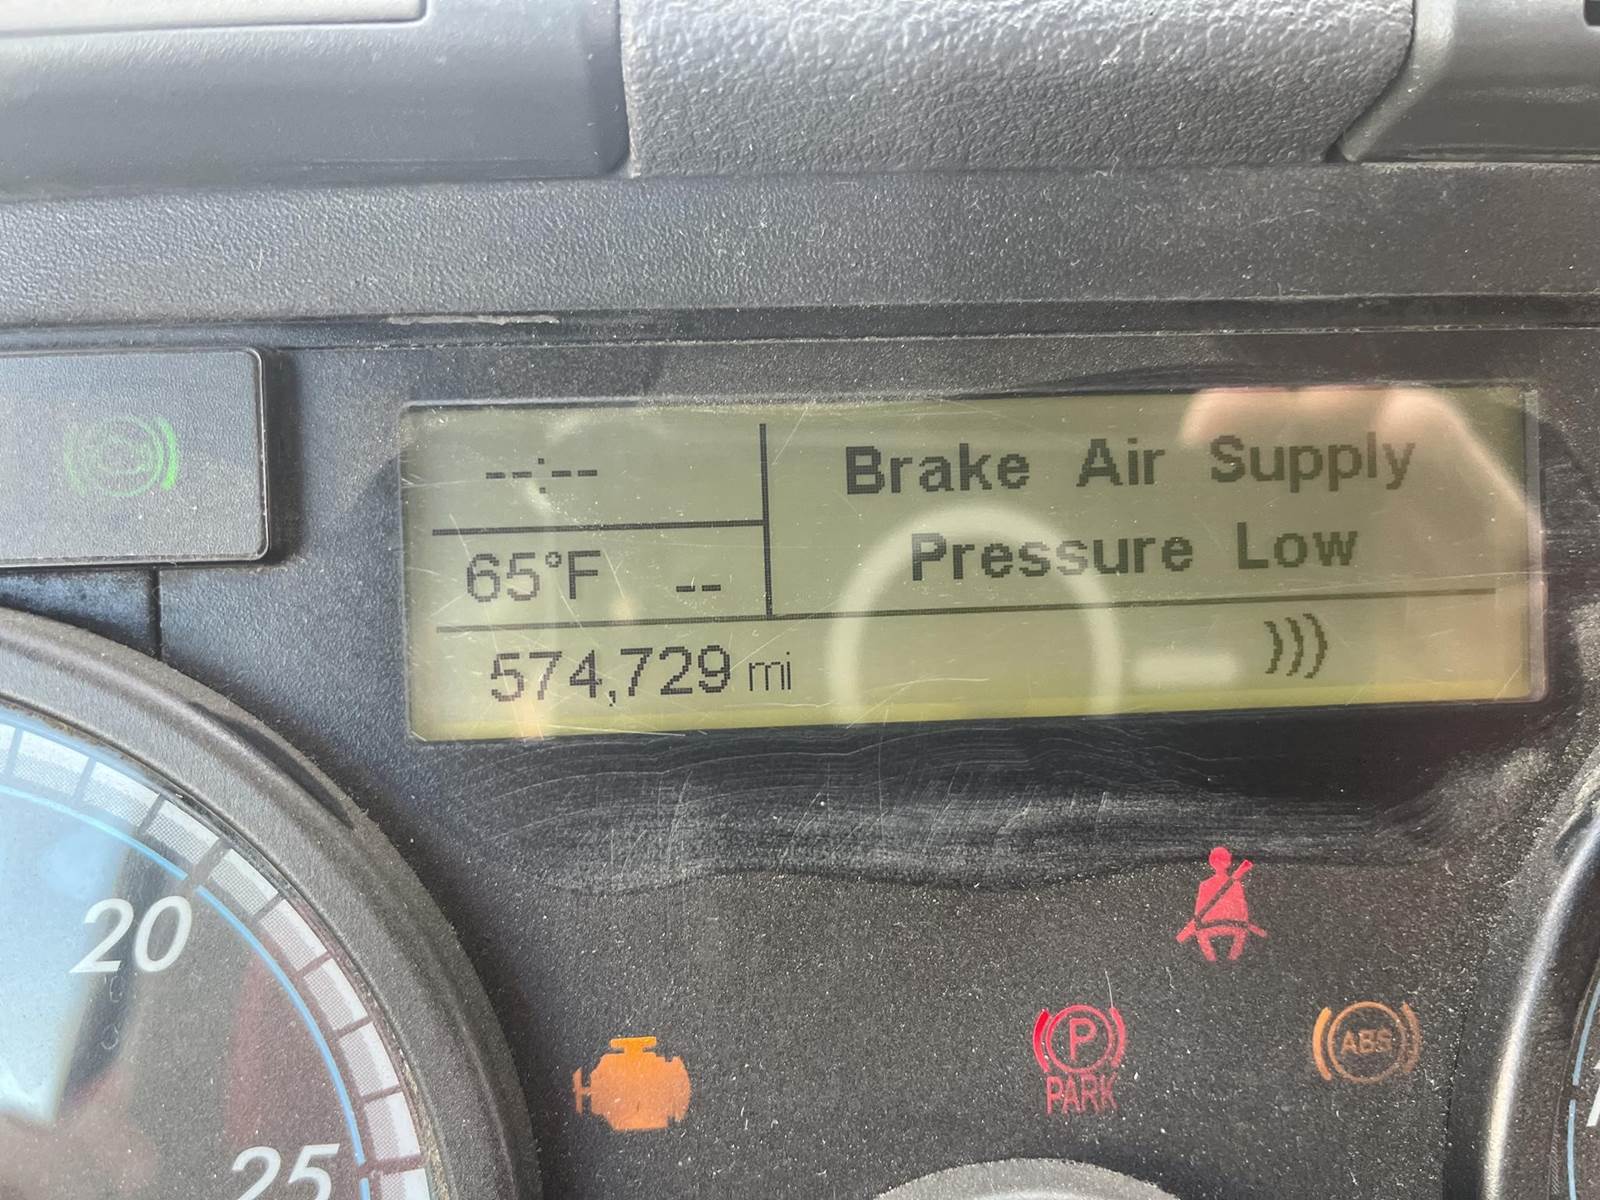 --:--
Brake Air Supply
Pressure Low
65°F --
574,729 mi
)))
20
25
P
PARK
ABS